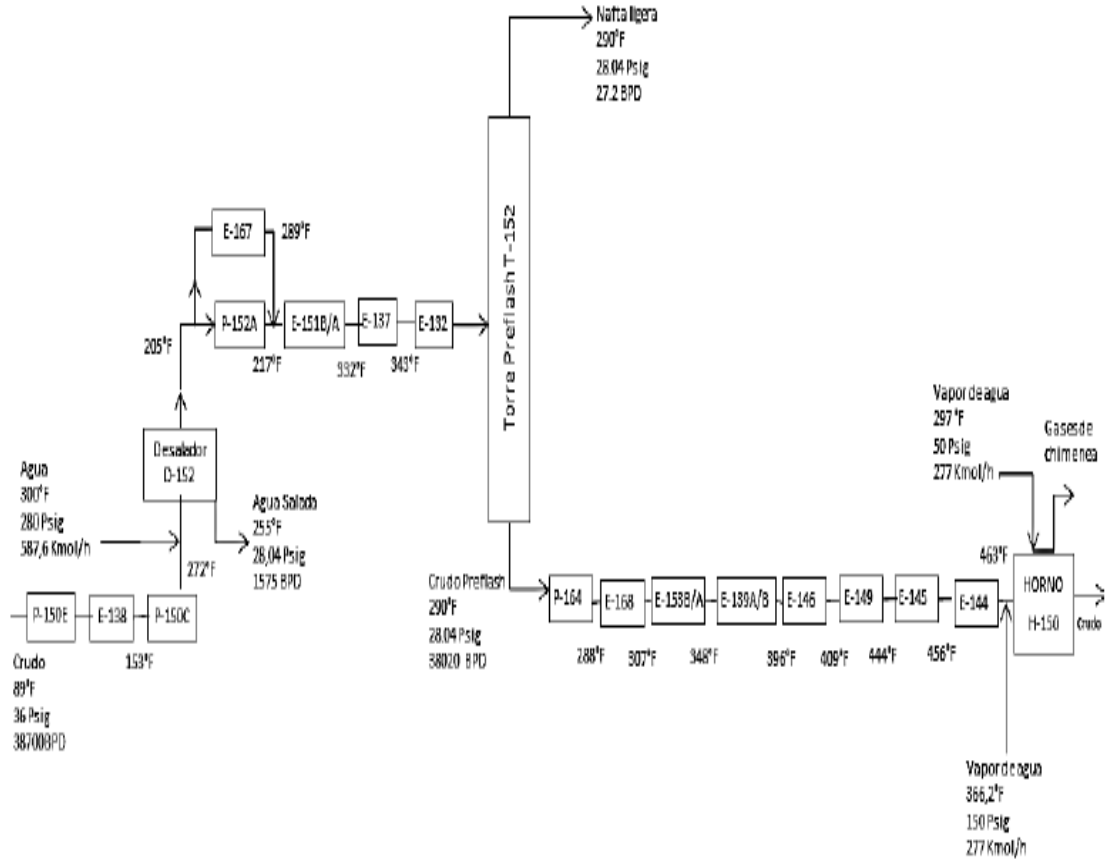 Nafta ligera
290°F
28.04 Psig
27.2 BPD
E-167
289°F
P-152A
E-151B/A
E-137
E-132
205°F
217°F
332°F
343°F
Torre Preflash T-152
Desalador
D-152
Agua
300°F
280 Psig
587,6 Kmol/h
Agua Salada
255°F
28,04 Psig
1575 BPD
272°F
P-150E
E-138
P-150C
153°F
Crudo
89°F
36 Psig
38700BPD
Crudo Preflash
290°F
28.04 Psig
38020 BPD
P-164
E-168
E-153B/A
E-139A/B
E-146
E-149
E-145
E-144
288°F
307°F
348°F
396°F
409°F
444°F
456°F
463°F
Vapor de agua
297 °F
50 Psig
277 Kmol/h
Gases de
chimenea
HORNO
H-150
Crudo
Vapor de agua
366,2°F
150 Psig
277 Kmol/h